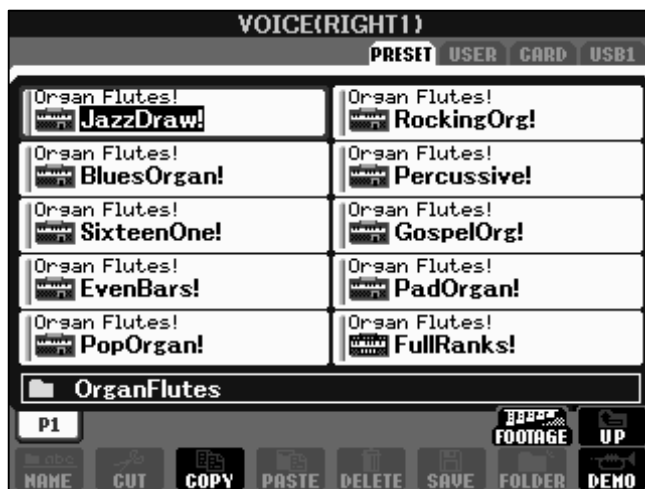 VOICE(RIGHT1)
PRESET USER CARD USB1
Organ Flutes! Organ Flutes!
JazzDraw! RockingOrg!
Organ Flutes! Organ Flutes!
BluesOrgan! Percussive!
Organ Flutes! Organ Flutes!
SixteenOne! GospelOrg!
Organ Flutes! Organ Flutes!
EvenBars! PadOrgan!
Organ Flutes! Organ Flutes!
PopOrgan! FullRanks!
OrganFlutes
P1 FOOTAGE UP
abc
NAME CUT COPY PASTE DELETE SAVE FOLDER DEMO